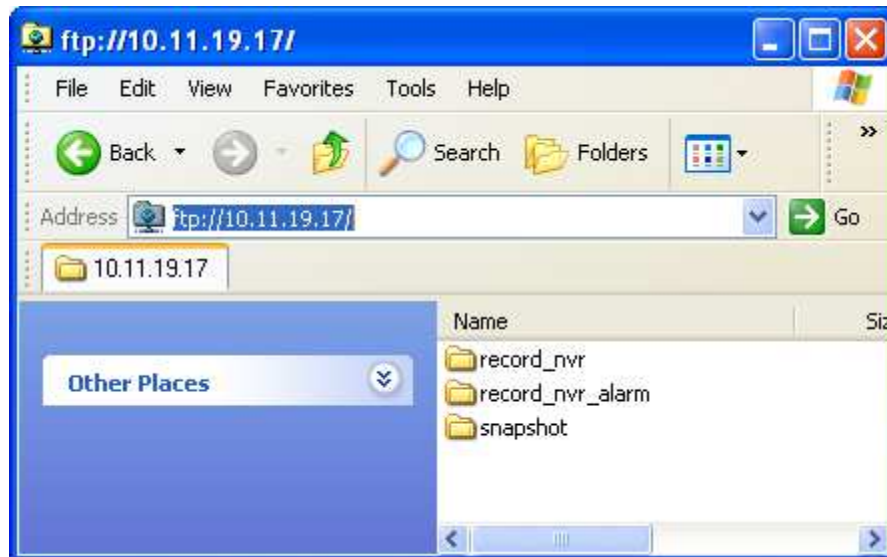 ftp://10.11.19.17/
File Edit View Favorites Tools Help
Back Search Folders
Address ftp://10.11.19.17/ Go
10.11.19.17
Name Siz
Other Places
record_nvr
record_nvr_alarm
snapshot